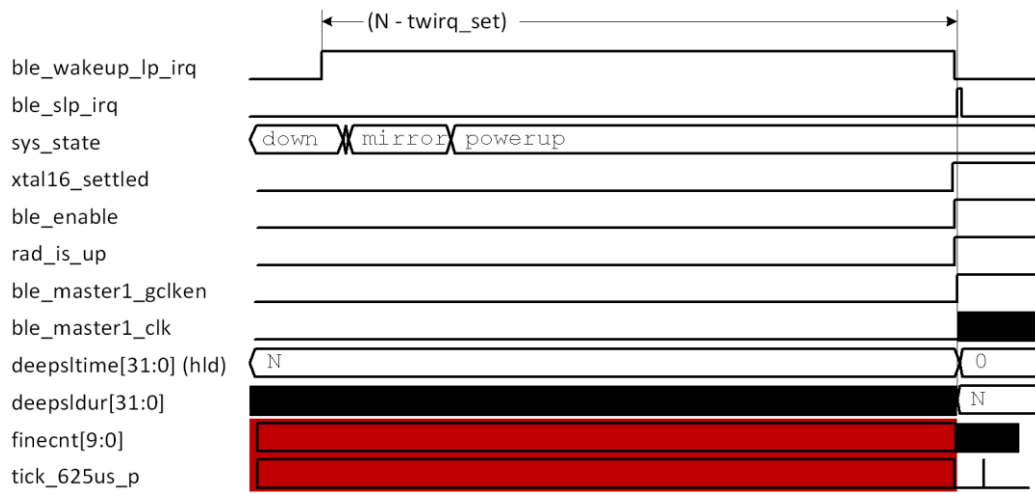 (N - twirq_set)
ble_wakeup_lp_irq
ble_slp_irq
sys_state down mirror powerup
xtal16_settled
ble_enable
rad_is_up
ble_master1_gclken
ble_master1_clk
deepsltime[31:0] (hld) N 0
deepsldur[31:0] N
finecnt[9:0]
tick_625us_p